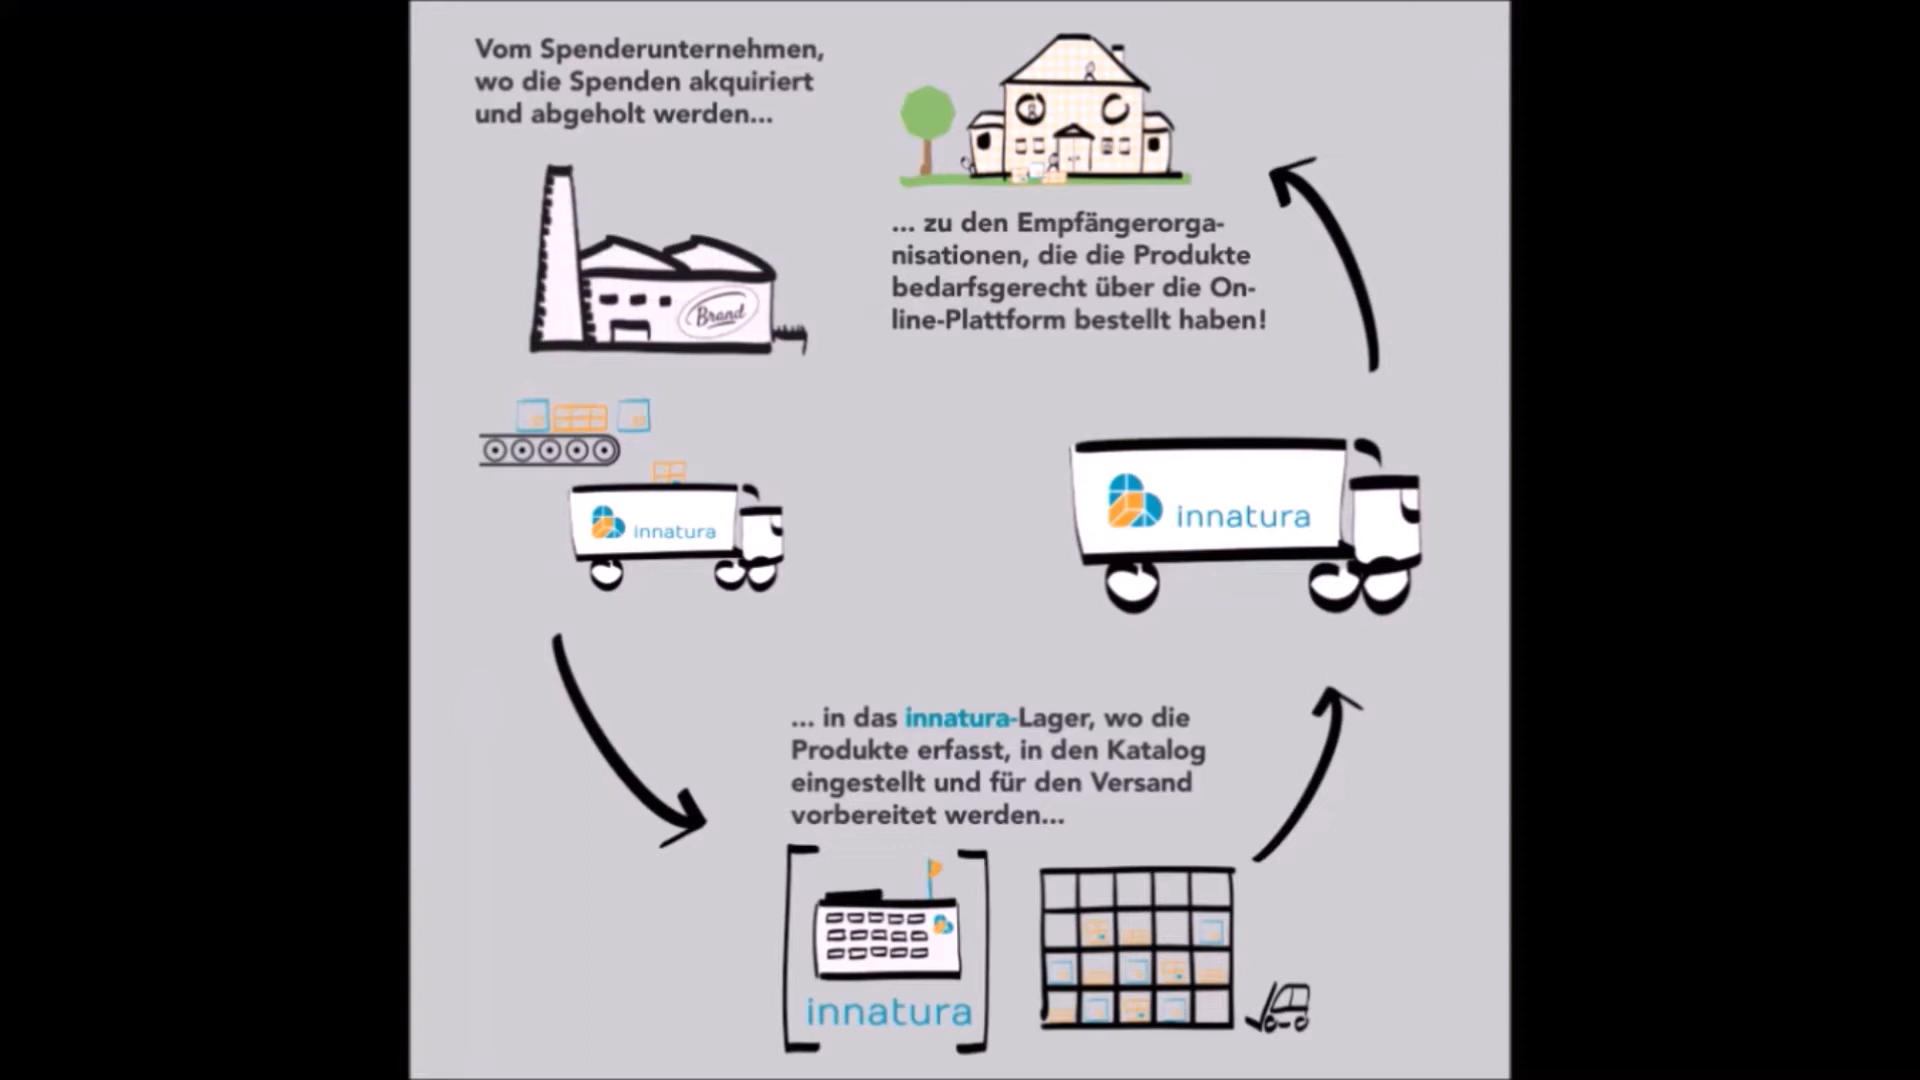 Vom Spenderunternehmen,
wo die Spenden akquiriert
und abgeholt werden...
Brand
innatura
... in das innatura-Lager, wo die
Produkte erfasst, in den Katalog
eingestellt und für den Versand
vorbereitet werden...
innatura
innatura
... zu den Empfängerorga-
nisationen, die die Produkte
bedarfsgerecht über die On-
line-Plattform bestellt haben!